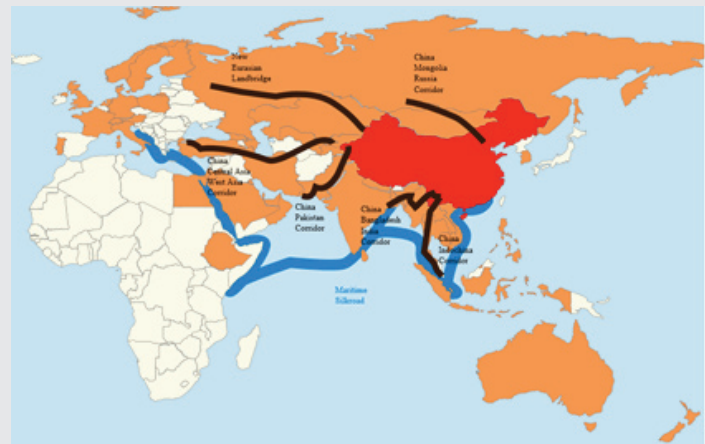 New
Eurasian
Landbridge
China
Mongolia
Russia
Corridor
China
Central Asia
West Asia
Corridor
China
Pakistan
Corridor
China
Bangladesh
India
Corridor
China
Indochina
Corridor
Maritime
Silkroad